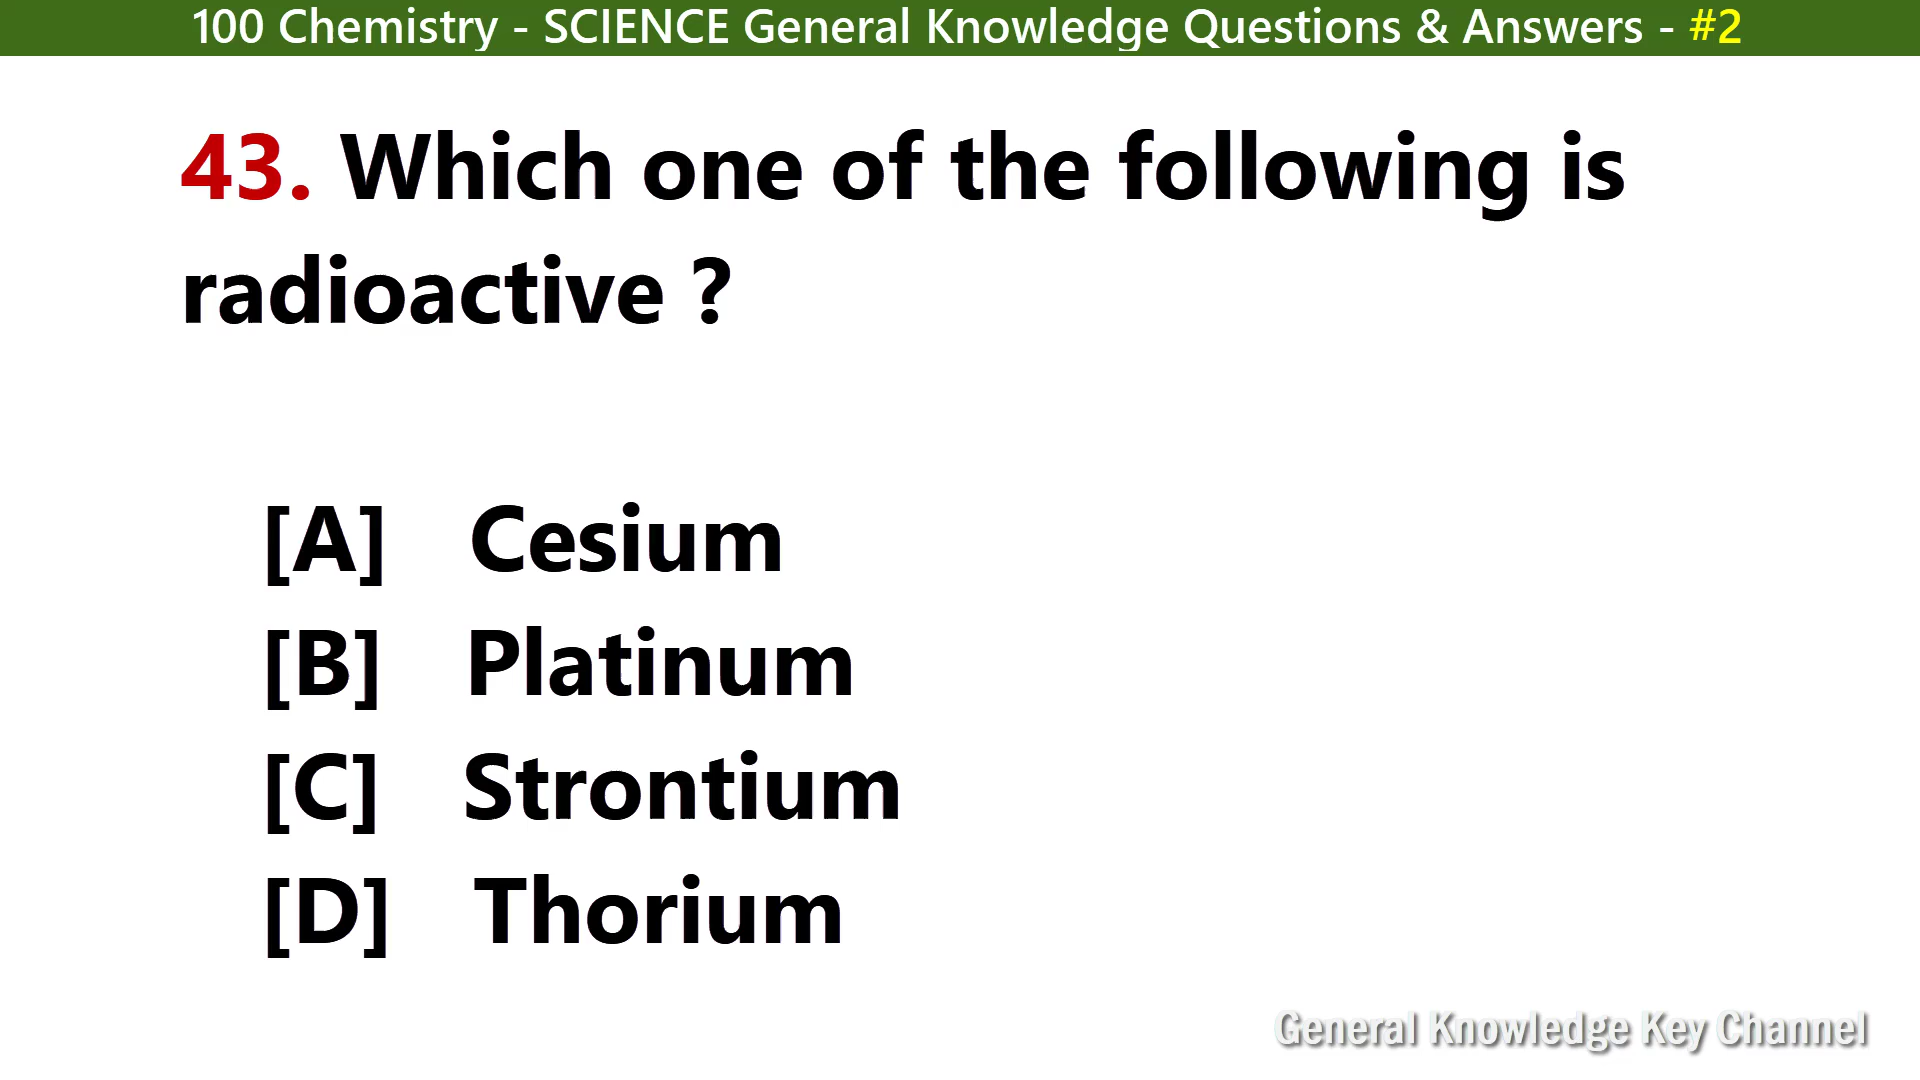 100 Chemistry - SCIENCE General Knowledge Questions & Answers - #2
43. Which one of the following is
radioactive ?
[A] Cesium
[B] Platinum
[C] Strontium
[D] Thorium
General Knowledge Key Channel